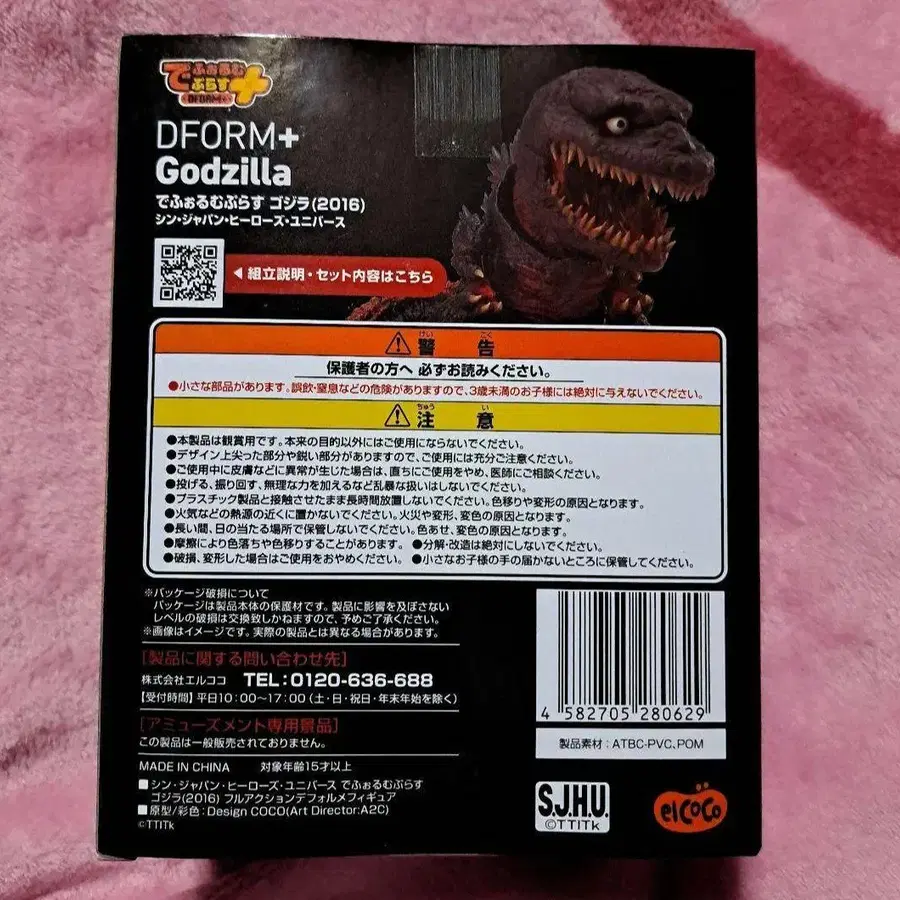 でふぉるむ
ぷらす+
DFORM+
DFORM+
Godzilla
でふぉるむぷらす ゴジラ(2016)
シン・ジャパン・ヒーローズ・ユニバース
◀組立説明・セット内容はこちら
⚠警告
けい こく
保護者の方へ 必ずお読みください。
●小さな部品があります。誤飲・窒息などの危険がありますので、3歳未満のお子様には絶対に与えないでください。
⚠注意
ちゅう い
●本製品は観賞用です。本来の目的以外にはご使用にならないでください。
●デザイン上尖った部分や鋭い部分がありますので、ご使用には充分ご注意ください。
●ご使用中に皮膚などに異常が生じた場合は、直ちにご使用をやめ、医師にご相談ください。
●投げる、振り回す、無理な力を加えるなど乱暴な扱いはしないでください。
●プラスチック製品と接触させたまま長時間放置しないでください。色移りや変形の原因となります。
●火気などの熱源の近くに置かないでください。火災や変形、変色の原因となります。
●長い間、日の当たる場所で保管しないでください。色あせ、変色の原因となります。
●摩擦により色落ちや色移りすることがあります。 ●分解・改造は絶対にしないでください。
●破損、変形した場合はご使用をおやめください。 ●小さなお子様の手の届かないところに保管してください。
※パッケージ破損について
パッケージは製品本体の保護材です。製品に影響を及ぼさない
レベルの破損は交換致しかねますので、予めご了承ください。
※画像はイメージです。実際の製品とは異なる場合があります。
[製品に関する問い合わせ先]
株式会社エルココ TEL:0120-636-688
【受付時間】平日10:00〜17:00(土・日・祝日・年末年始を除く)
[アミューズメント専用景品]
この製品は一般販売されておりません。
MADE IN CHINA 対象年齢15才以上
■シン・ジャパン・ヒーローズ・ユニバース でふぉるむぷらす
ゴジラ(2016) フルアクションデフォルメフィギュア
■原型/彩色:Design COCO(Art Director:A2C)
©TTITk
4 582705 280629
製品素材:ATBC-PVC、POM
S.J.H.U.
©TTITk
elCoCo